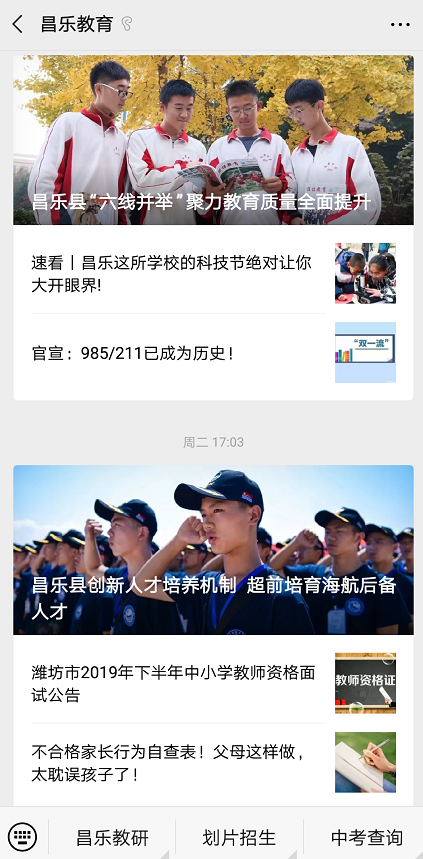 昌乐教育
昌乐县“六线并举”聚力教育质量全面提升
速看丨昌乐这所学校的科技节绝对让你
大开眼界!
官宣：985/211已成为历史！
“双一流”
周二 17:03
昌乐县创新人才培养机制 超前培育海航后备
人才
潍坊市2019年下半年中小学教师资格面
试公告
教师资格证
不合格家长行为自查表！父母这样做，
太耽误孩子了！
昌乐教研
划片招生
中考查询